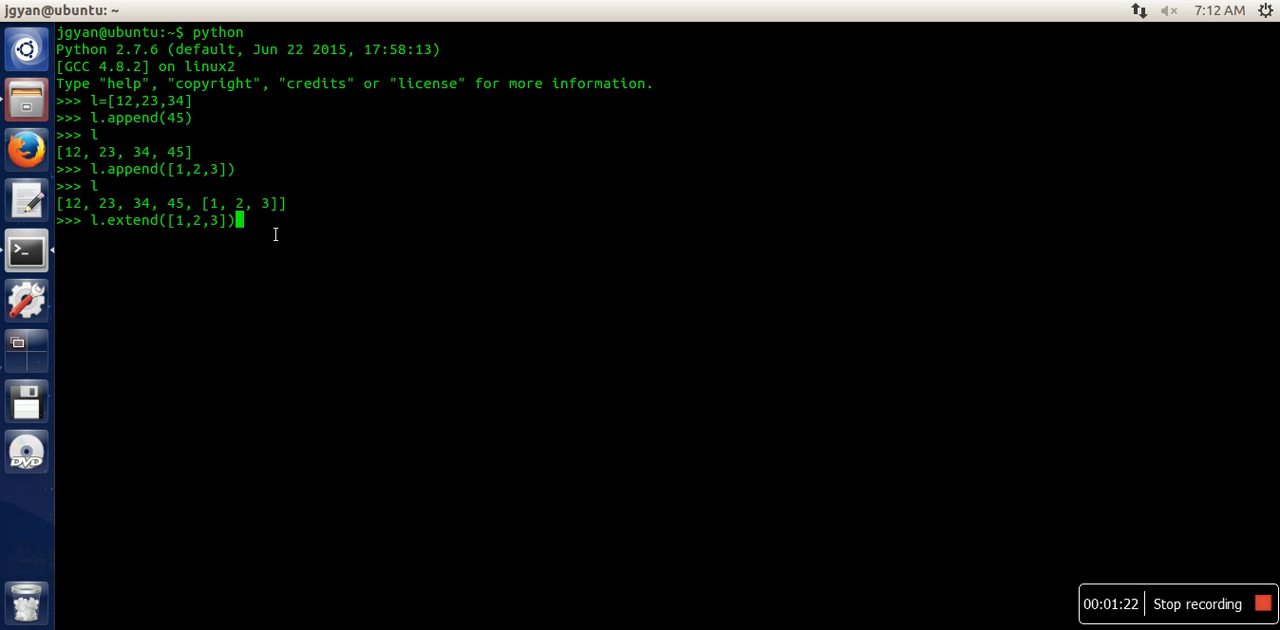 jgyan@ubuntu: ~
7:12 AM
jgyan@ubuntu:~$ python
Python 2.7.6 (default, Jun 22 2015, 17:58:13)
[GCC 4.8.2] on linux2
Type "help", "copyright", "credits" or "license" for more information.
>>> l=[12,23,34]
>>> l.append(45)
>>> l
[12, 23, 34, 45]
>>> l.append([1,2,3])
>>> l
[12, 23, 34, 45, [1, 2, 3]]
>>> l.extend([1,2,3])
>_
DVD
00:01:22 Stop recording